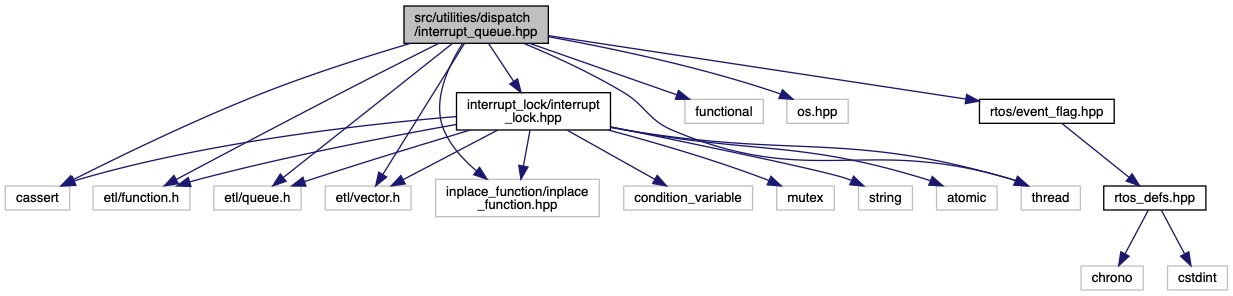 src/utilities/dispatch
/interrupt_queue.hpp
interrupt_lock/interrupt
_lock.hpp
functional
os.hpp
rtos/event_flag.hpp
cassert
etl/function.h
etl/queue.h
etl/vector.h
inplace_function/inplace
_function.hpp
condition_variable
mutex
string
atomic
thread
rtos_defs.hpp
chrono
cstdint